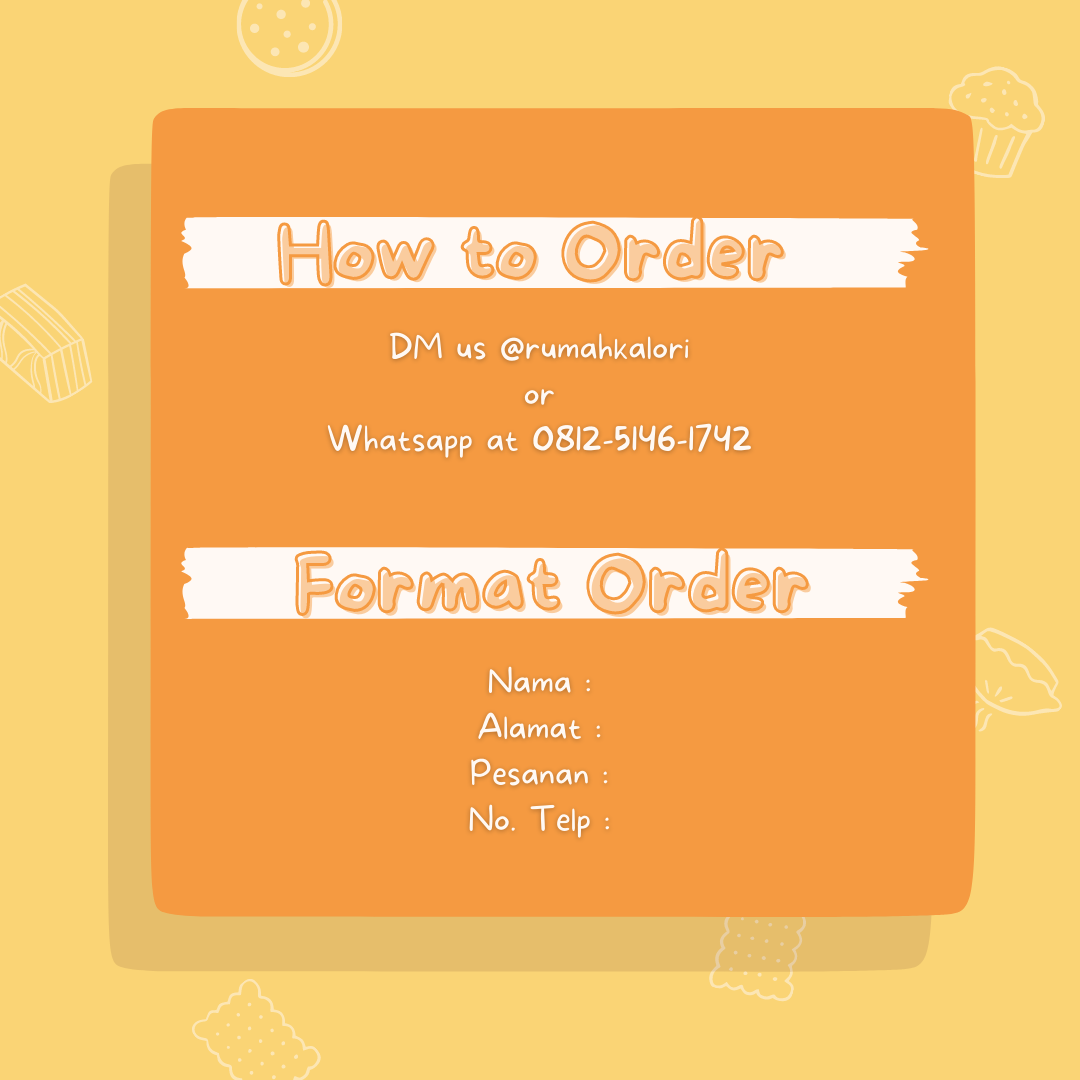 How to Order
DM us @rumahkalori
or
Whatsapp at 0812-5146-1742
Format Order
Nama :
Alamat :
Pesanan :
No. Telp :